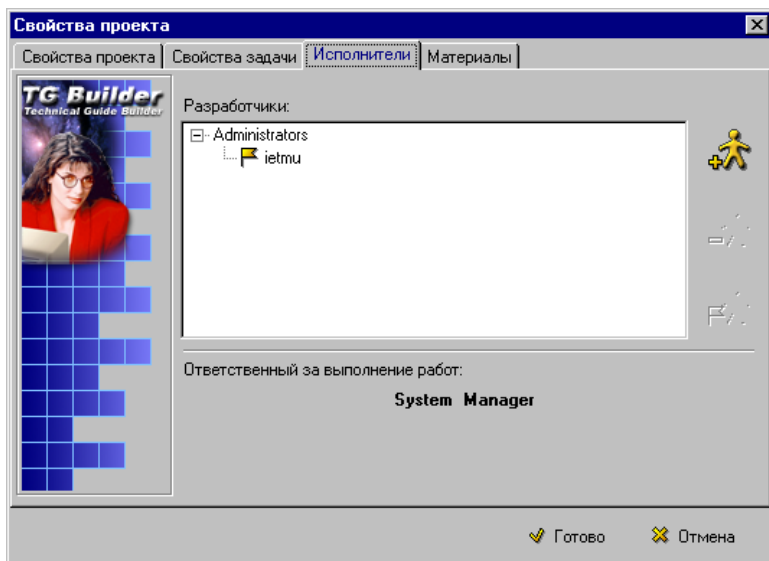 Свойства проекта
Свойства проекта Свойства задачи Исполнители Материалы
TG Builder
Technical Guide Builder
Разработчики:
Administrators
ietmu
Ответственный за выполнение работ:
System Manager
Готово Отмена